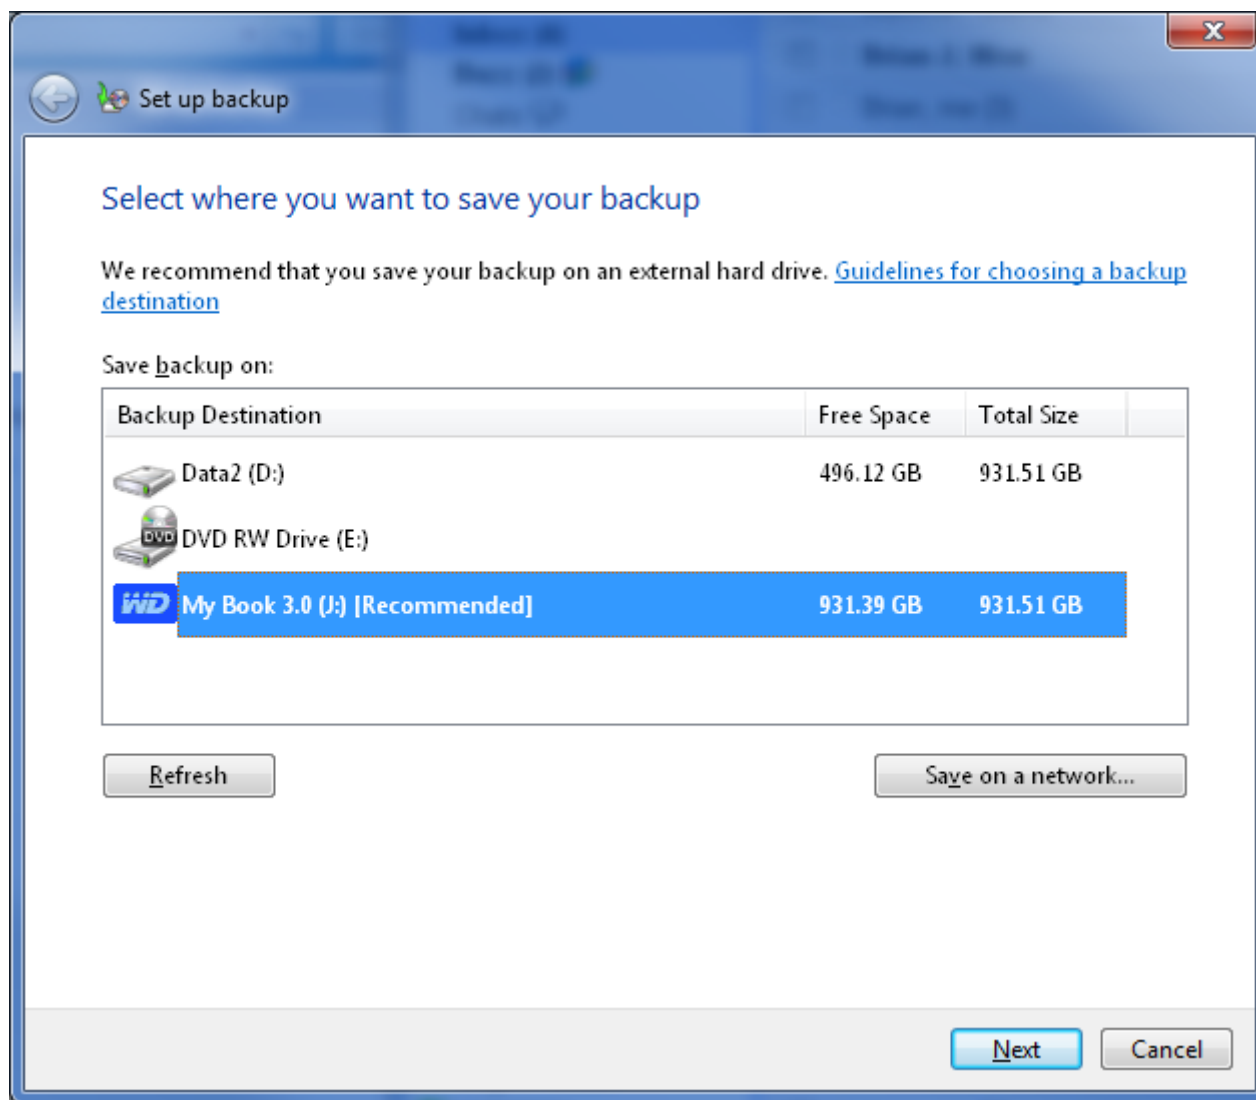 Set up backup
Select where you want to save your backup
We recommend that you save your backup on an external hard drive. Guidelines for choosing a backup
destination
Save backup on:
Backup Destination Free Space Total Size
Data2 (D:) 496.12 GB 931.51 GB
DVD
DVD RW Drive (E:)
WD My Book 3.0 (J:) [Recommended] 931.39 GB 931.51 GB
Refresh Save on a network...
Next Cancel